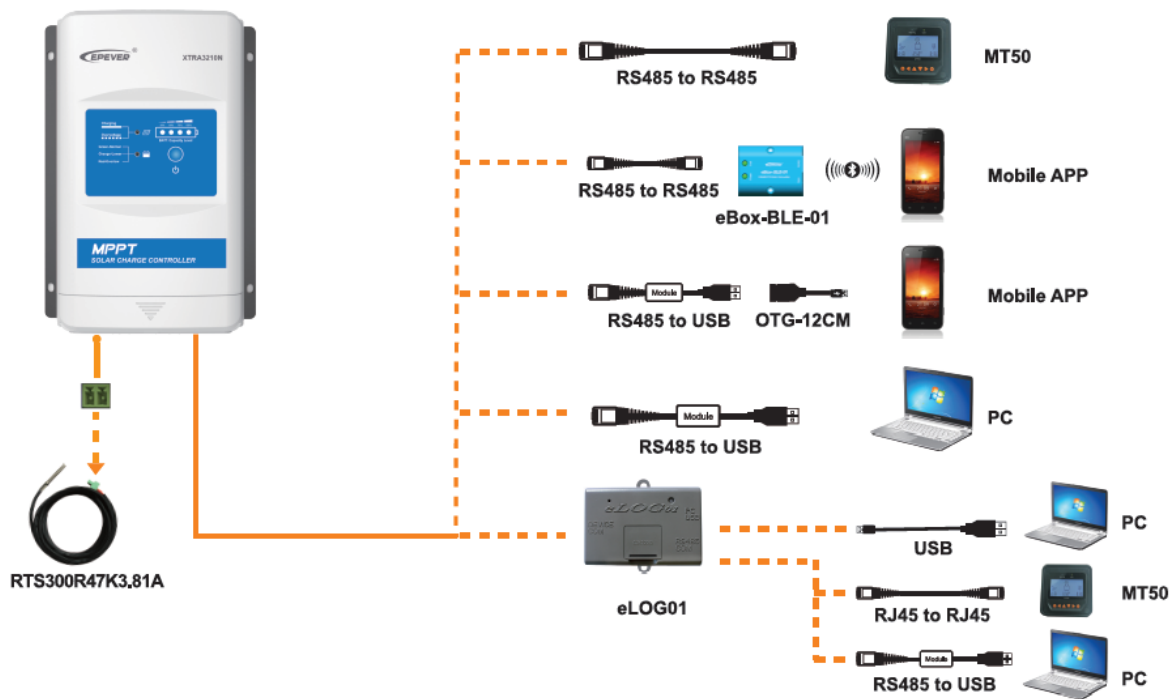 EPEVER®
XTRA3210N
MPPT
SOLAR CHARGE CONTROLLER
RTS300R47K3.81A
RS485 to RS485
MT50
RS485 to RS485
eBox-BLE-01
Mobile APP
Module
RS485 to USB
OTG-12CM
Mobile APP
Module
RS485 to USB
PC
eLOG01
eLOG01
USB
PC
RJ45 to RJ45
MT50
Module
RS485 to USB
PC